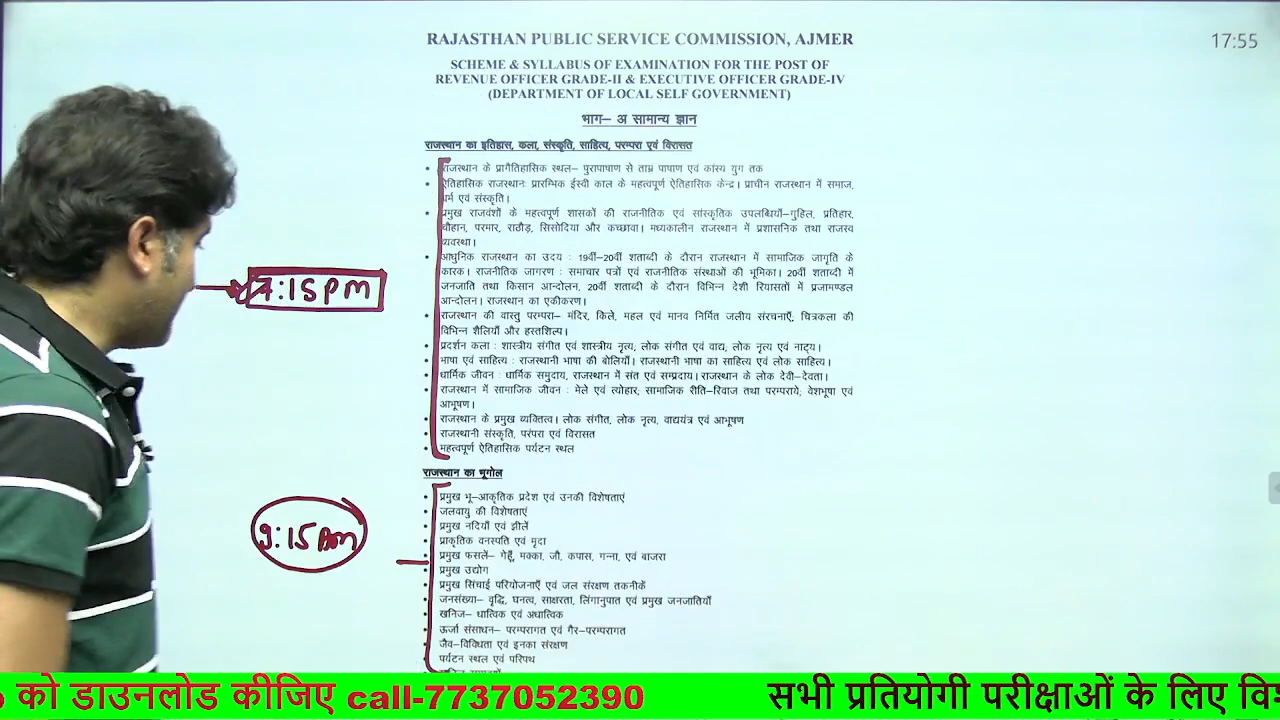 RAJASTHAN PUBLIC SERVICE COMMISSION, AJMER
17:55
SCHEME & SYLLABUS OF EXAMINATION FOR THE POST OF
REVENUE OFFICER GRADE-II & EXECUTIVE OFFICER GRADE-IV
(DEPARTMENT OF LOCAL SELF GOVERNMENT)
भाग– अ सामान्य ज्ञान
राजस्थान का इतिहास, कला, संस्कृति, साहित्य, परम्परा एवं विरासत
राजस्थान के प्रागैतिहासिक स्थल– पुरापाषाण से ताम्र पाषाण एवं कांस्य युग तक
ऐतिहासिक राजस्थानः प्रारम्भिक ईस्वी काल के महत्वपूर्ण ऐतिहासिक केन्द्र। प्राचीन राजस्थान में समाज,
धर्म एवं संस्कृति।
प्रमुख राजवंशों के महत्वपूर्ण शासकों की राजनीतिक एवं सांस्कृतिक उपलब्धियाँ–गुहिल, प्रतिहार,
चौहान, परमार, राठौड़, सिसोदिया और कच्छावा। मध्यकालीन राजस्थान में प्रशासनिक तथा राजस्व
व्यवस्था।
आधुनिक राजस्थान का उदय : 19वीं–20वीं शताब्दी के दौरान राजस्थान में सामाजिक जागृति के
कारक। राजनीतिक जागरण : समाचार पत्रों एवं राजनीतिक संस्थाओं की भूमिका। 20वीं शताब्दी में
जनजाति तथा किसान आन्दोलन, 20वीं शताब्दी के दौरान विभिन्न देशी रियासतों में प्रजामण्डल
आन्दोलन। राजस्थान का एकीकरण।
राजस्थान की वास्तु परम्परा– मंदिर, किले, महल एवं मानव निर्मित जलीय संरचनाएँ, चित्रकला की
विभिन्न शैलियाँ और हस्तशिल्प।
प्रदर्शन कला : शास्त्रीय संगीत एवं शास्त्रीय नृत्य, लोक संगीत एवं वाद्य, लोक नृत्य एवं नाट्य।
भाषा एवं साहित्य : राजस्थानी भाषा की बोलियाँ। राजस्थानी भाषा का साहित्य एवं लोक साहित्य।
धार्मिक जीवन : धार्मिक समुदाय, राजस्थान में संत एवं सम्प्रदाय। राजस्थान के लोक देवी–देवता।
राजस्थान में सामाजिक जीवन : मेले एवं त्योहार; सामाजिक रीति–रिवाज तथा परम्पराये; वेशभूषा एवं
आभूषण।
राजस्थान के प्रमुख व्यक्तित्व। लोक संगीत, लोक नृत्य, वाद्ययंत्र एवं आभूषण
राजस्थानी संस्कृति, परंपरा एवं विरासत
महत्वपूर्ण ऐतिहासिक पर्यटन स्थल
7:15 PM
राजस्थान का भूगोल
प्रमुख भू–आकृतिक प्रदेश एवं उनकी विशेषताएं
जलवायु की विशेषताएं
प्रमुख नदियाँ एवं झीलें
प्राकृतिक वनस्पति एवं मृदा
प्रमुख फसलें– गेहूँ, मक्का, जौ, कपास, गन्ना, एवं बाजरा
प्रमुख उद्योग
प्रमुख सिंचाई परियोजनाएँ एवं जल संरक्षण तकनीकें
जनसंख्या– वृद्धि, घनत्व, साक्षरता, लिंगानुपात एवं प्रमुख जनजातियाँ
खनिज– धात्विक एवं अधात्विक
ऊर्जा संसाधन– परम्परागत एवं गैर–परम्परागत
जैव–विविधता एवं इनका संरक्षण
पर्यटन स्थल एवं परिपथ
9:15 Am
को डाउनलोड कीजिए call-7737052390 सभी प्रतियोगी परीक्षाओं के लिए